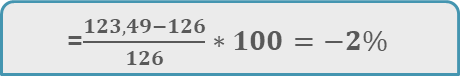 =(123,49−126)/126 * 100 = −2%